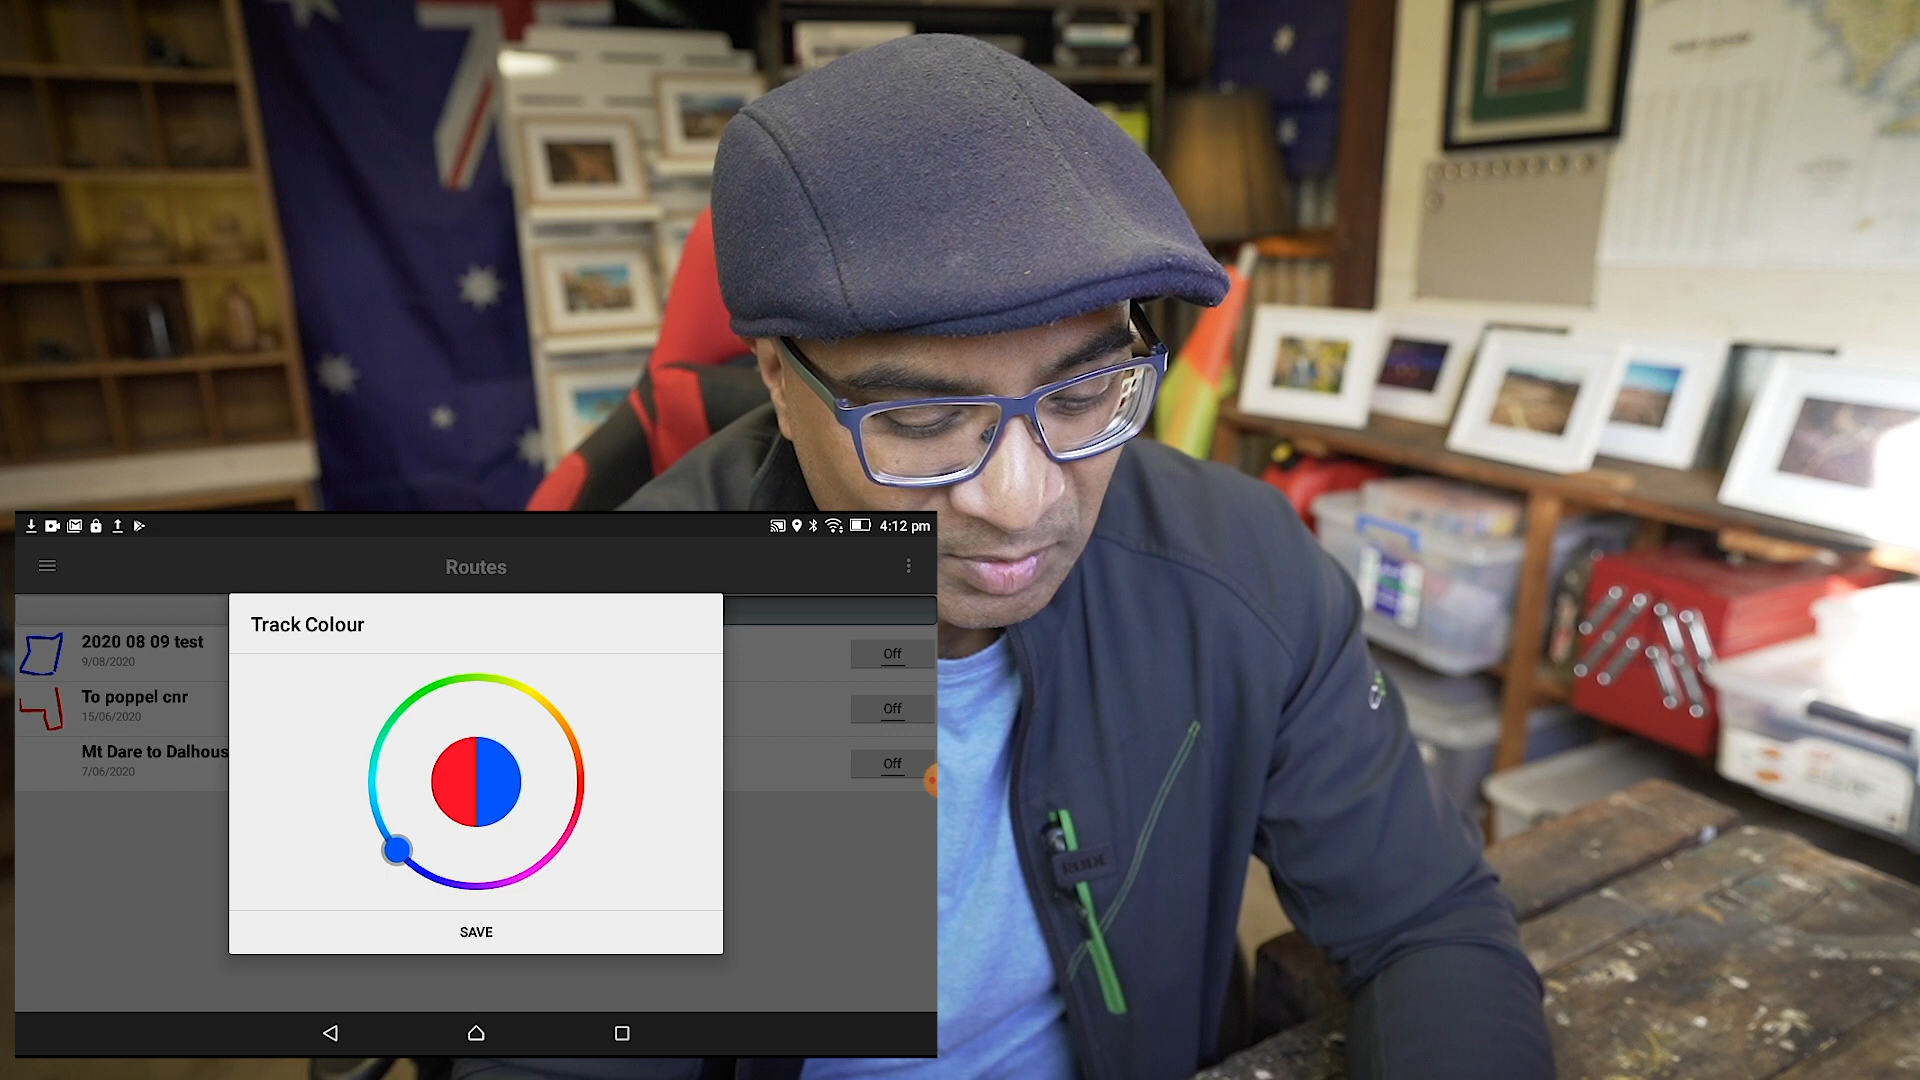 4:12 pm
Routes
Track Colour
2020 08 09 test
9/08/2020
Off
To poppel cnr
15/06/2020
Off
Mt Dare to Dalhous
7/06/2020
Off
SAVE
RODE